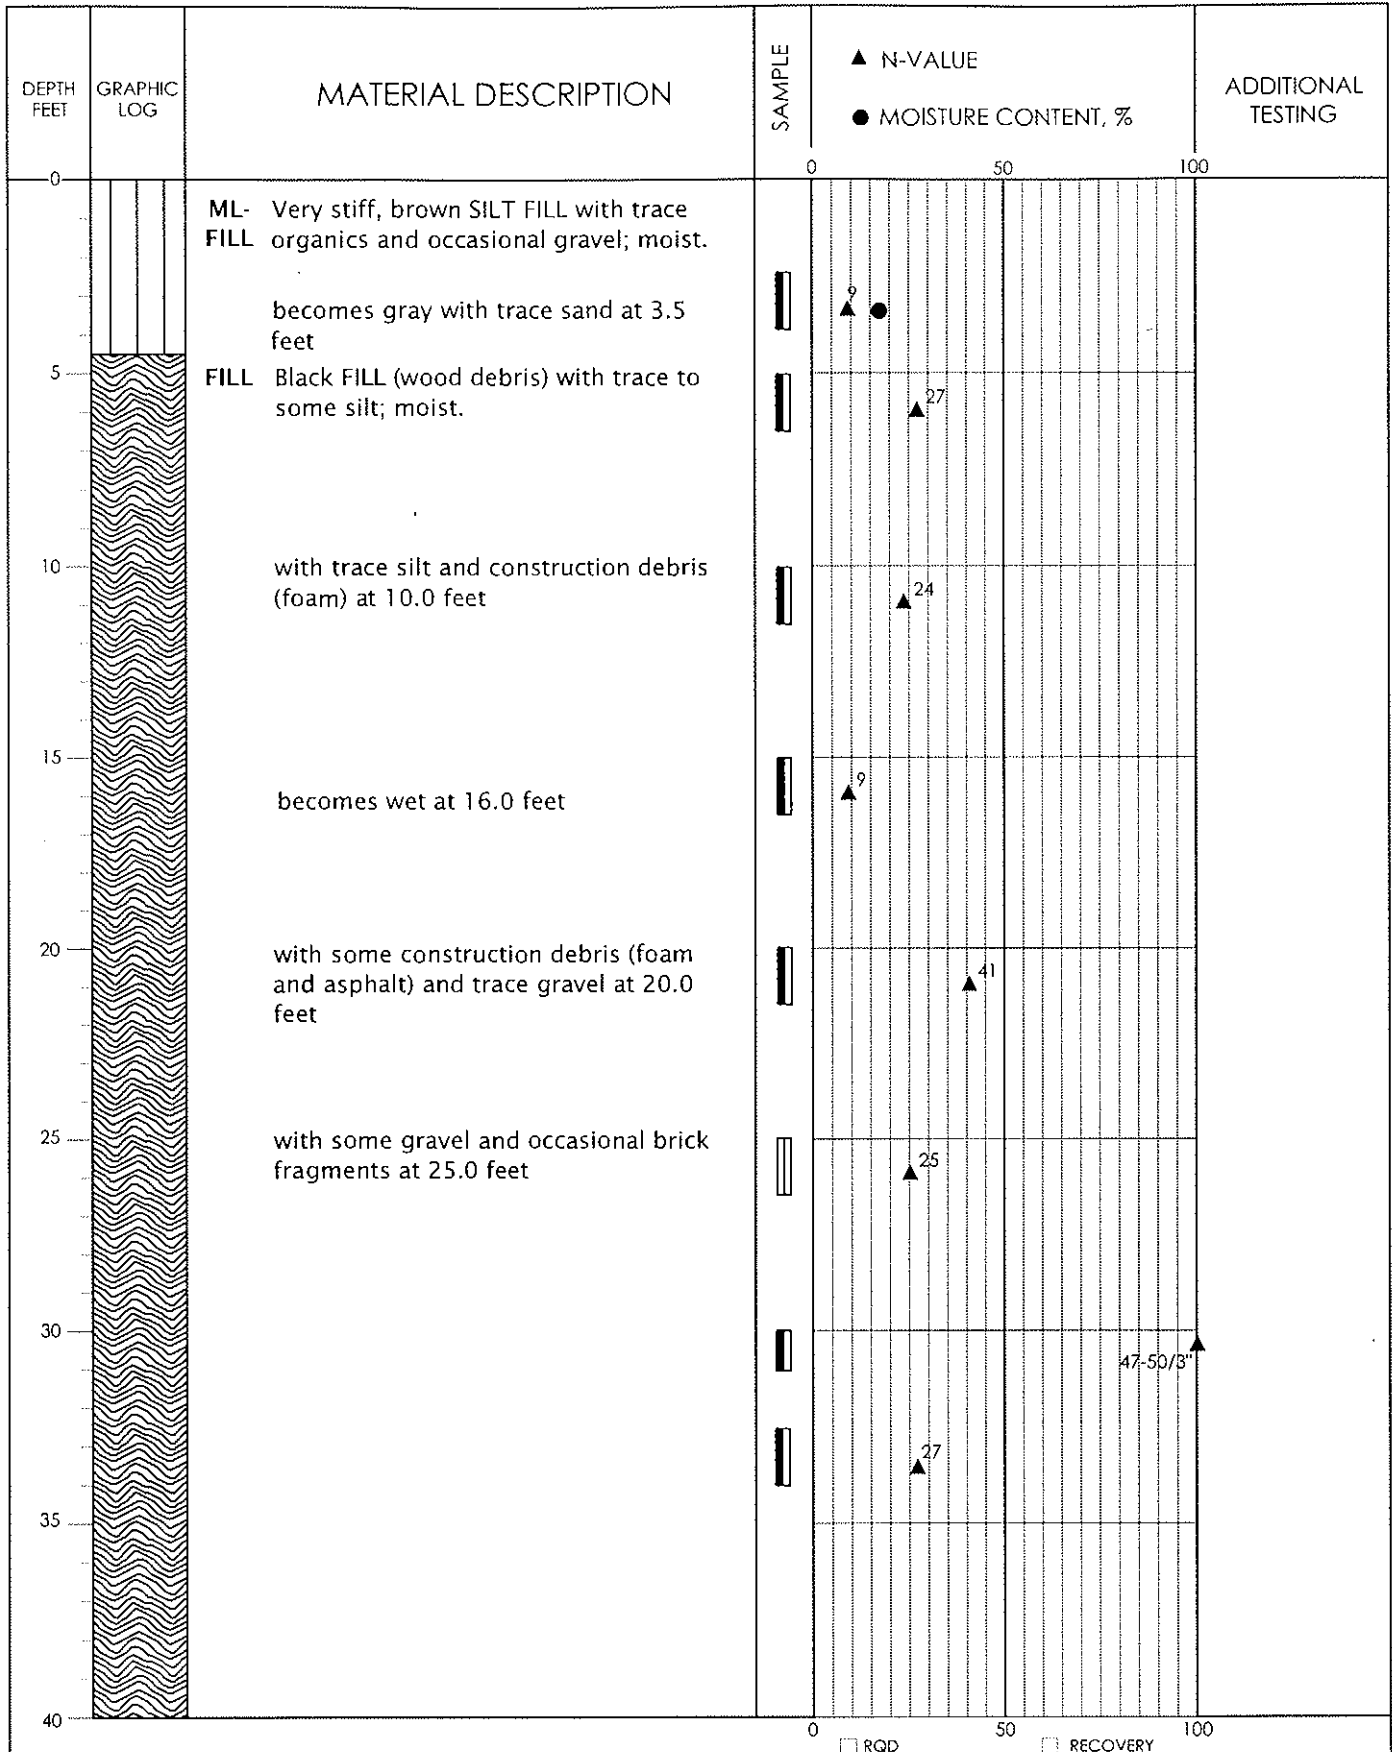 DEPTH
FEET
GRAPHIC
LOG
MATERIAL DESCRIPTION
SAMPLE
▲ N-VALUE
● MOISTURE CONTENT, %
ADDITIONAL
TESTING
0 50 100
0
ML- Very stiff, brown SILT FILL with trace
FILL organics and occasional gravel; moist.
becomes gray with trace sand at 3.5
feet
9
5
FILL Black FILL (wood debris) with trace to
some silt; moist.
27
10
with trace silt and construction debris
(foam) at 10.0 feet
24
15
becomes wet at 16.0 feet
9
20
with some construction debris (foam
and asphalt) and trace gravel at 20.0
feet
41
25
with some gravel and occasional brick
fragments at 25.0 feet
25
30
47-50/3"
27
35
40
0 50 100
RQD RECOVERY